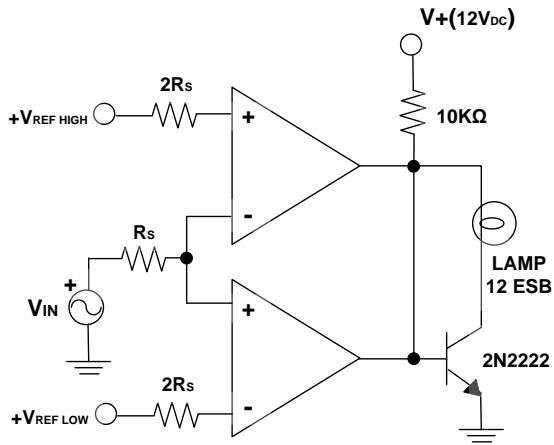 V+(12VDC)
2RS
+VREF HIGH
10KΩ
+
-
RS
+
VIN
LAMP
12 ESB
+
2N2222
2RS
-
+VREF LOW